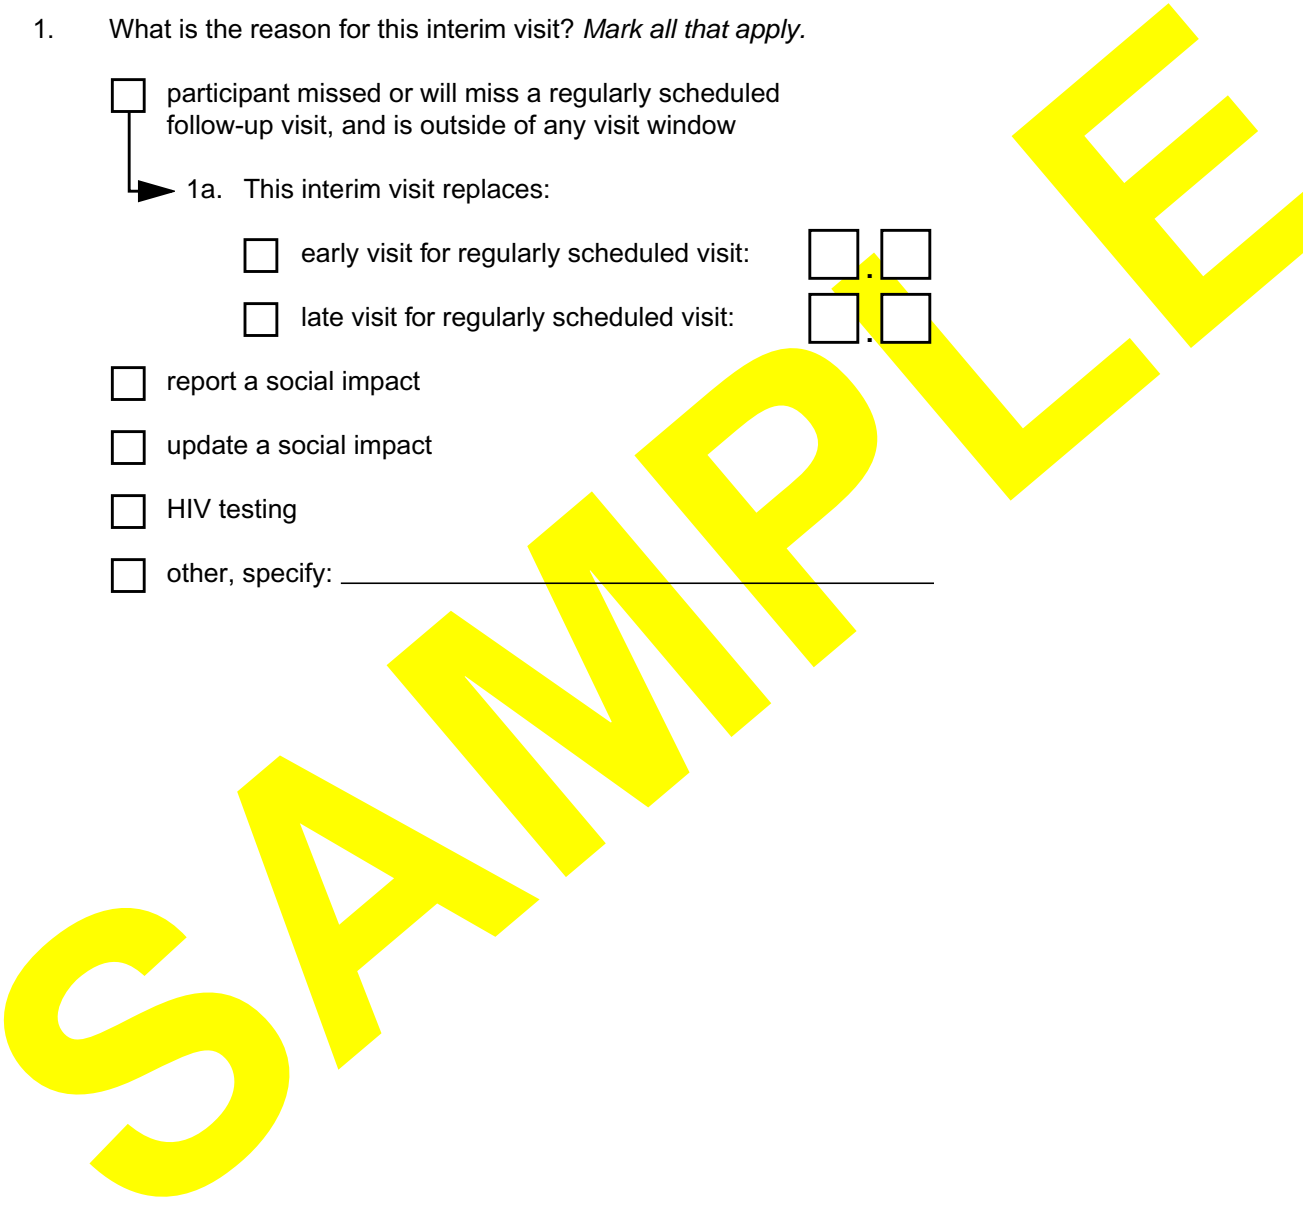 1. What is the reason for this interim visit? Mark all that apply.
participant missed or will miss a regularly scheduled
follow-up visit, and is outside of any visit window
1a. This interim visit replaces:
early visit for regularly scheduled visit: .
late visit for regularly scheduled visit: .
report a social impact
update a social impact
HIV testing
other, specify:
SAMPLE